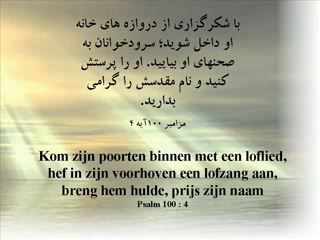 با شکرگزاری از دروازه های خانه
او داخل شوید؛ سرودخوانان به
صحنهای او بیایید. او را پرستش
کنید و نام مقدسش را گرامی
بدارید.
مزامیر ۱۰۰آیه ۴
Kom zijn poorten binnen met een loflied,
hef in zijn voorhoven een lofzang aan,
breng hem hulde, prijs zijn naam
Psalm 100 : 4